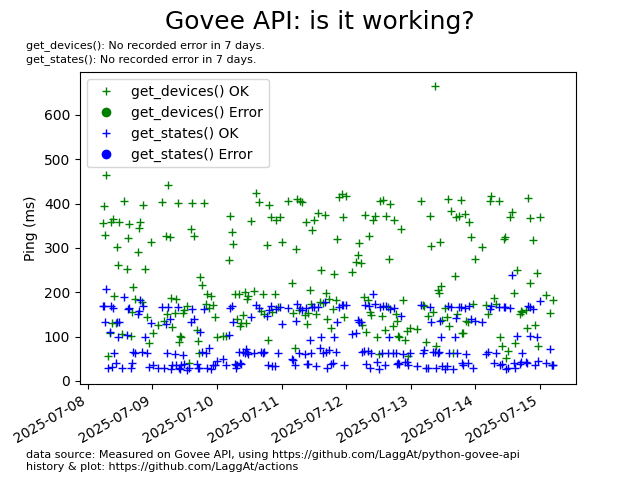 Govee API: is it working?
get_devices(): No recorded error in 7 days.
get_states(): No recorded error in 7 days.
get_devices() OK
get_devices() Error
get_states() OK
get_states() Error
Ping (ms)
600
500
400
300
200
100
0
2025-07-08
2025-07-09
2025-07-10
2025-07-11
2025-07-12
2025-07-13
2025-07-14
2025-07-15
data source: Measured on Govee API, using https://github.com/LaggAt/python-govee-api
history & plot: https://github.com/LaggAt/actions